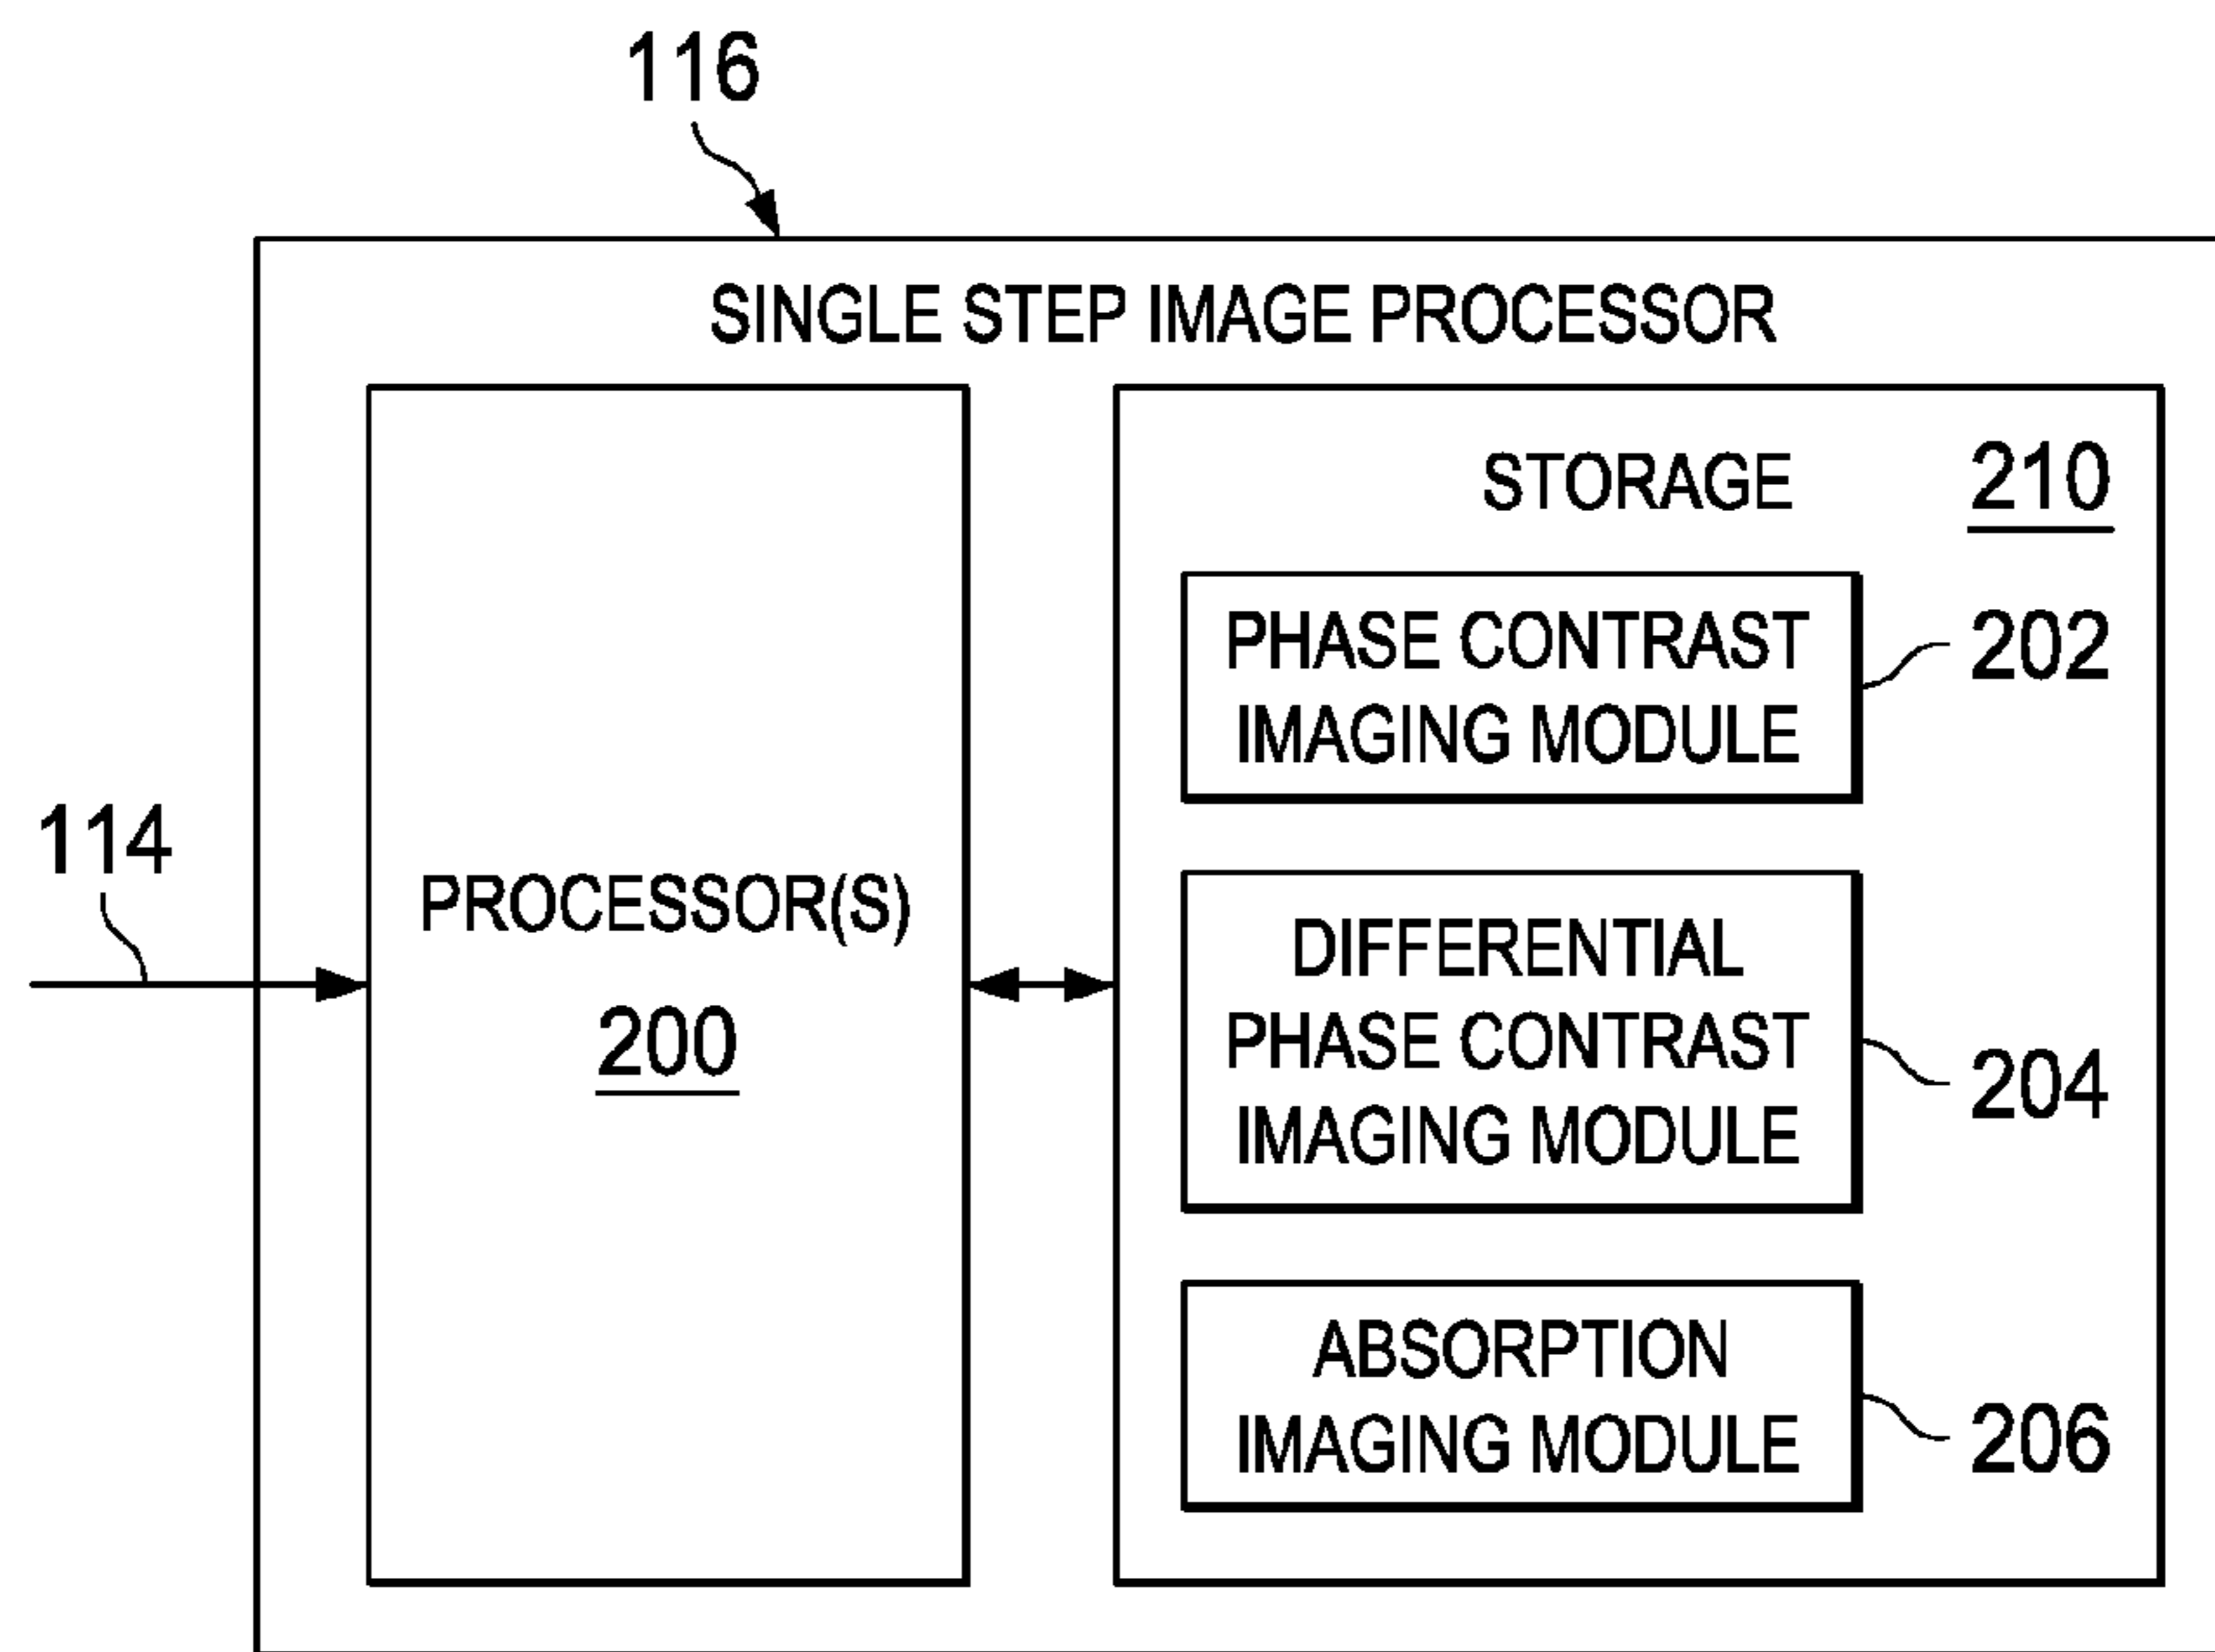 116
SINGLE STEP IMAGE PROCESSOR
STORAGE
210
PHASE CONTRAST
IMAGING MODULE
202
114
PROCESSOR(S)
200
DIFFERENTIAL
PHASE CONTRAST
IMAGING MODULE
204
ABSORPTION
IMAGING MODULE
206